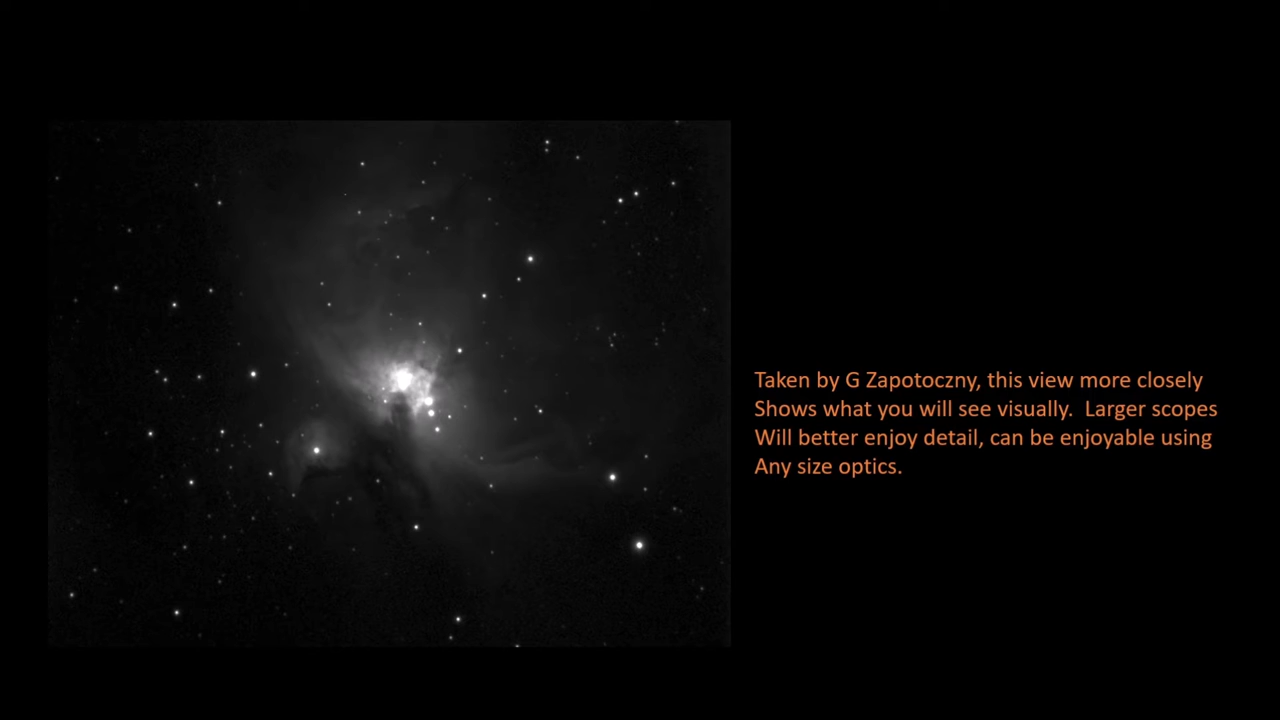 Taken by G Zapotoczny, this view more closely
Shows what you will see visually.  Larger scopes
Will better enjoy detail, can be enjoyable using
Any size optics.